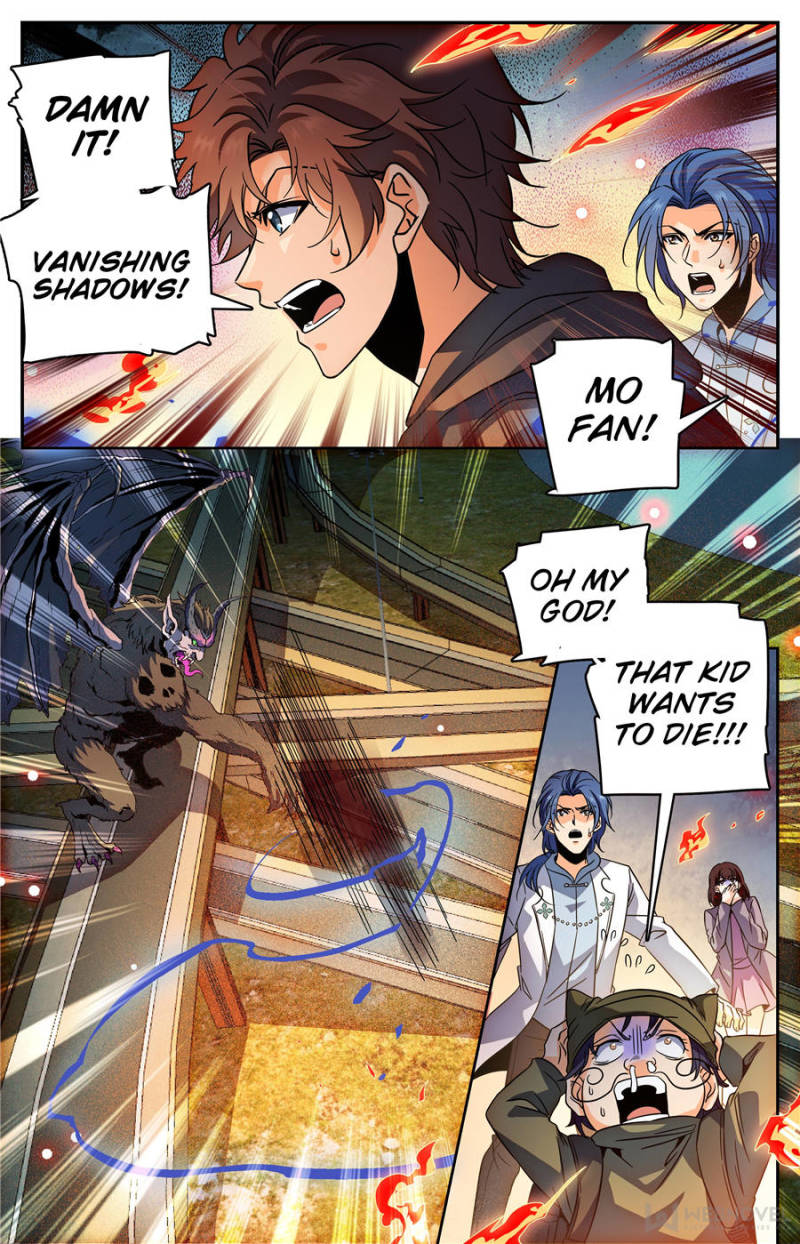 DAMN
IT!
VANISHING
SHADOWS!
MO
FAN!
OH MY
GOD!
THAT KID
WANTS
TO DIE!!!